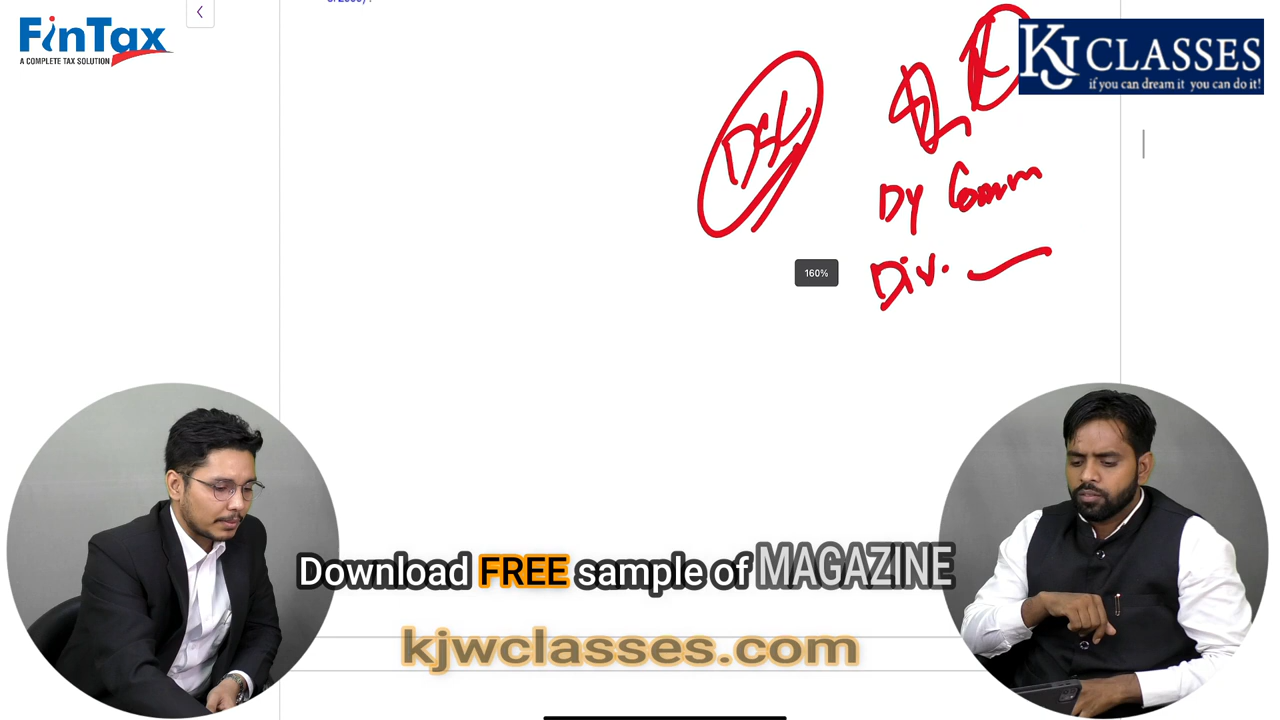 FinTax
A COMPLETE TAX SOLUTION
KJ CLASSES
if you can dream it you can do it!
Dy Comm
Div.
160%
Download FREE sample of MAGAZINE
kjwclasses.com